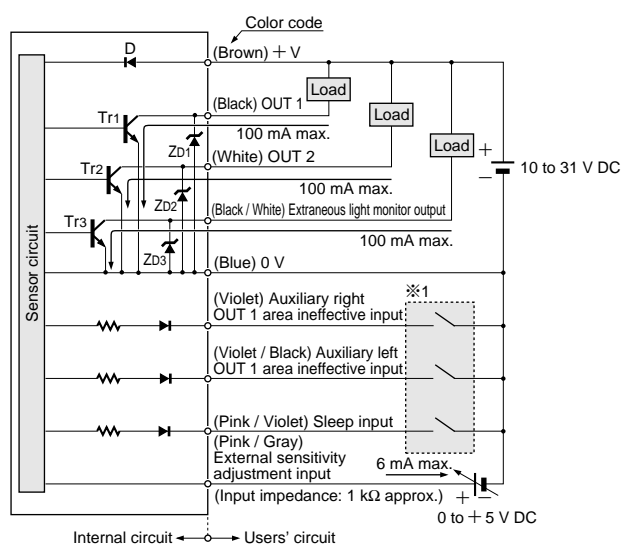 Color code
D
(Brown) +V
Load
(Black) OUT 1
Tr1
Load
100 mA max.
ZD1
(White) OUT 2
Load
+
Tr2
10 to 31 V DC
−
100 mA max.
ZD2
(Black / White) Extraneous light monitor output
Tr3
100 mA max.
ZD3
(Blue) 0 V
Sensor circuit
※1
(Violet) Auxiliary right
OUT 1 area ineffective input
(Violet / Black) Auxiliary left
OUT 1 area ineffective input
(Pink / Violet) Sleep input
(Pink / Gray)
External sensitivity
adjustment input
6 mA max.
(Input impedance: 1 kΩ approx.)
+ −
0 to +5 V DC
Internal circuit
Users' circuit